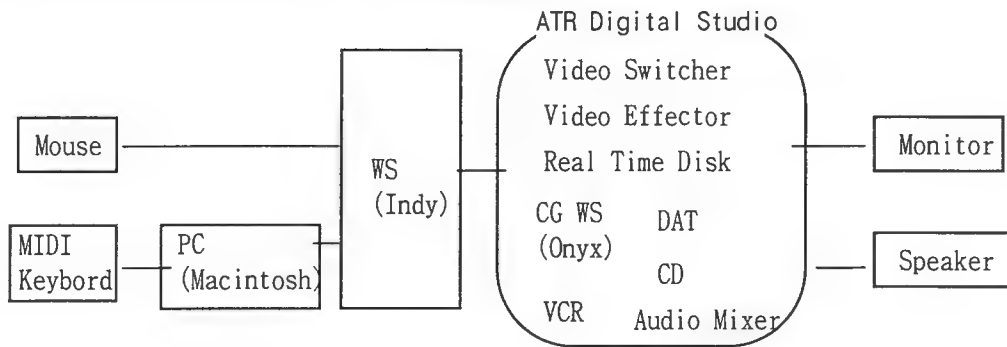 ATR Digital Studio
Video Switcher
Video Effector
Real Time Disk
CG WS
(Onyx)
DAT
CD
VCR
Audio Mixer
Mouse
MIDI
Keybord
PC
(Macintosh)
WS
(Indy)
Monitor
Speaker